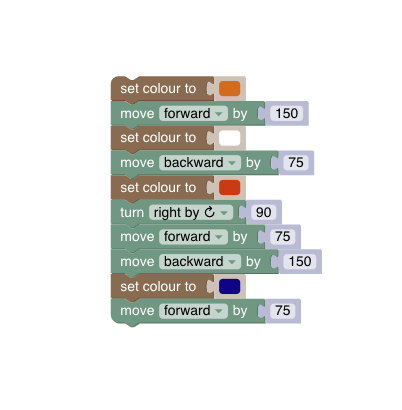 set colour to
move forward by 150
set colour to
move backward by 75
set colour to
turn right by 90
move forward by 75
move backward by 150
set colour to
move forward by 75